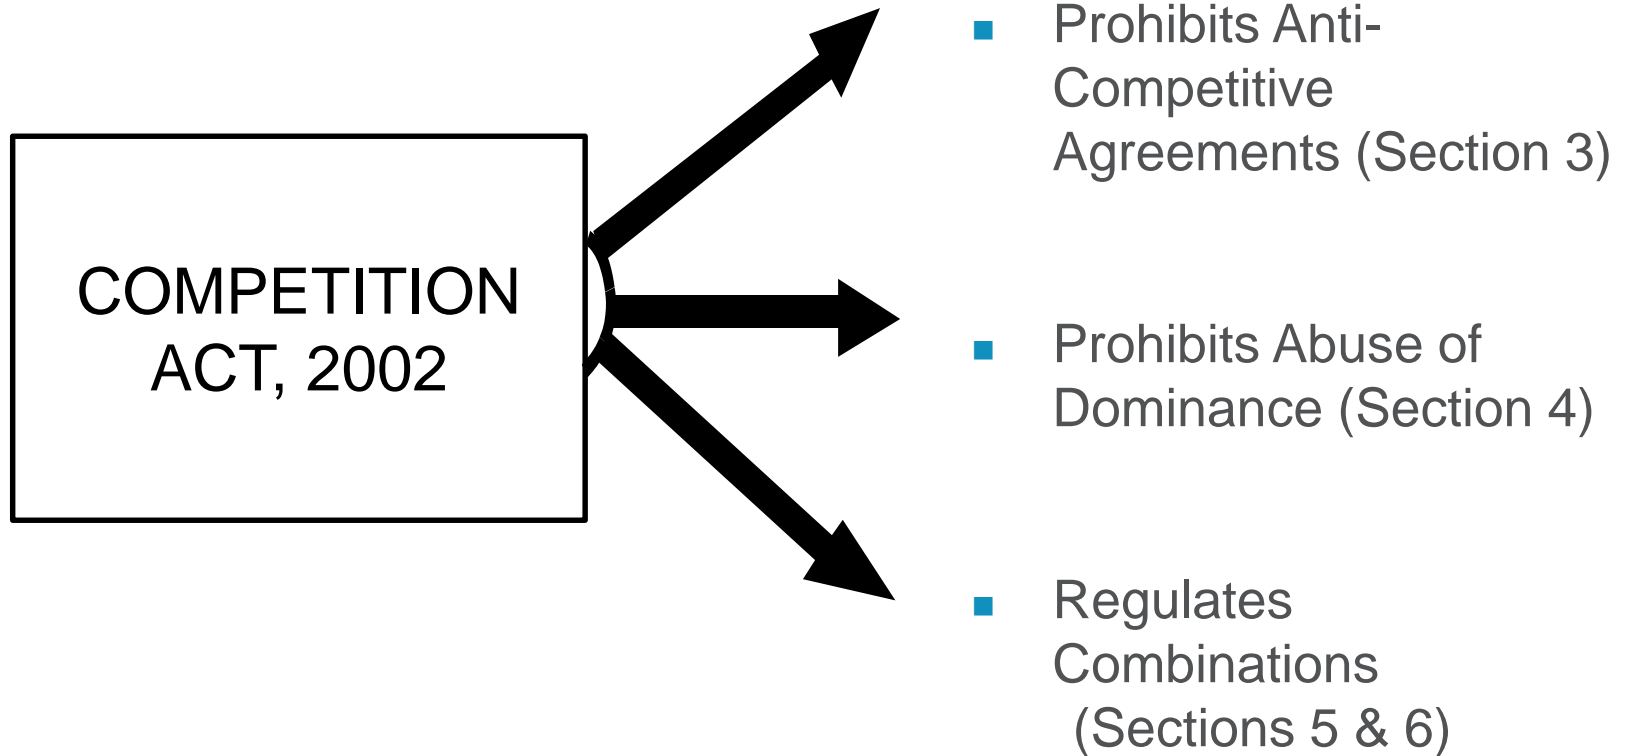 COMPETITION
ACT, 2002
Prohibits Anti-
Competitive
Agreements (Section 3)
Prohibits Abuse of
Dominance (Section 4)
Regulates
Combinations
(Sections 5 & 6)